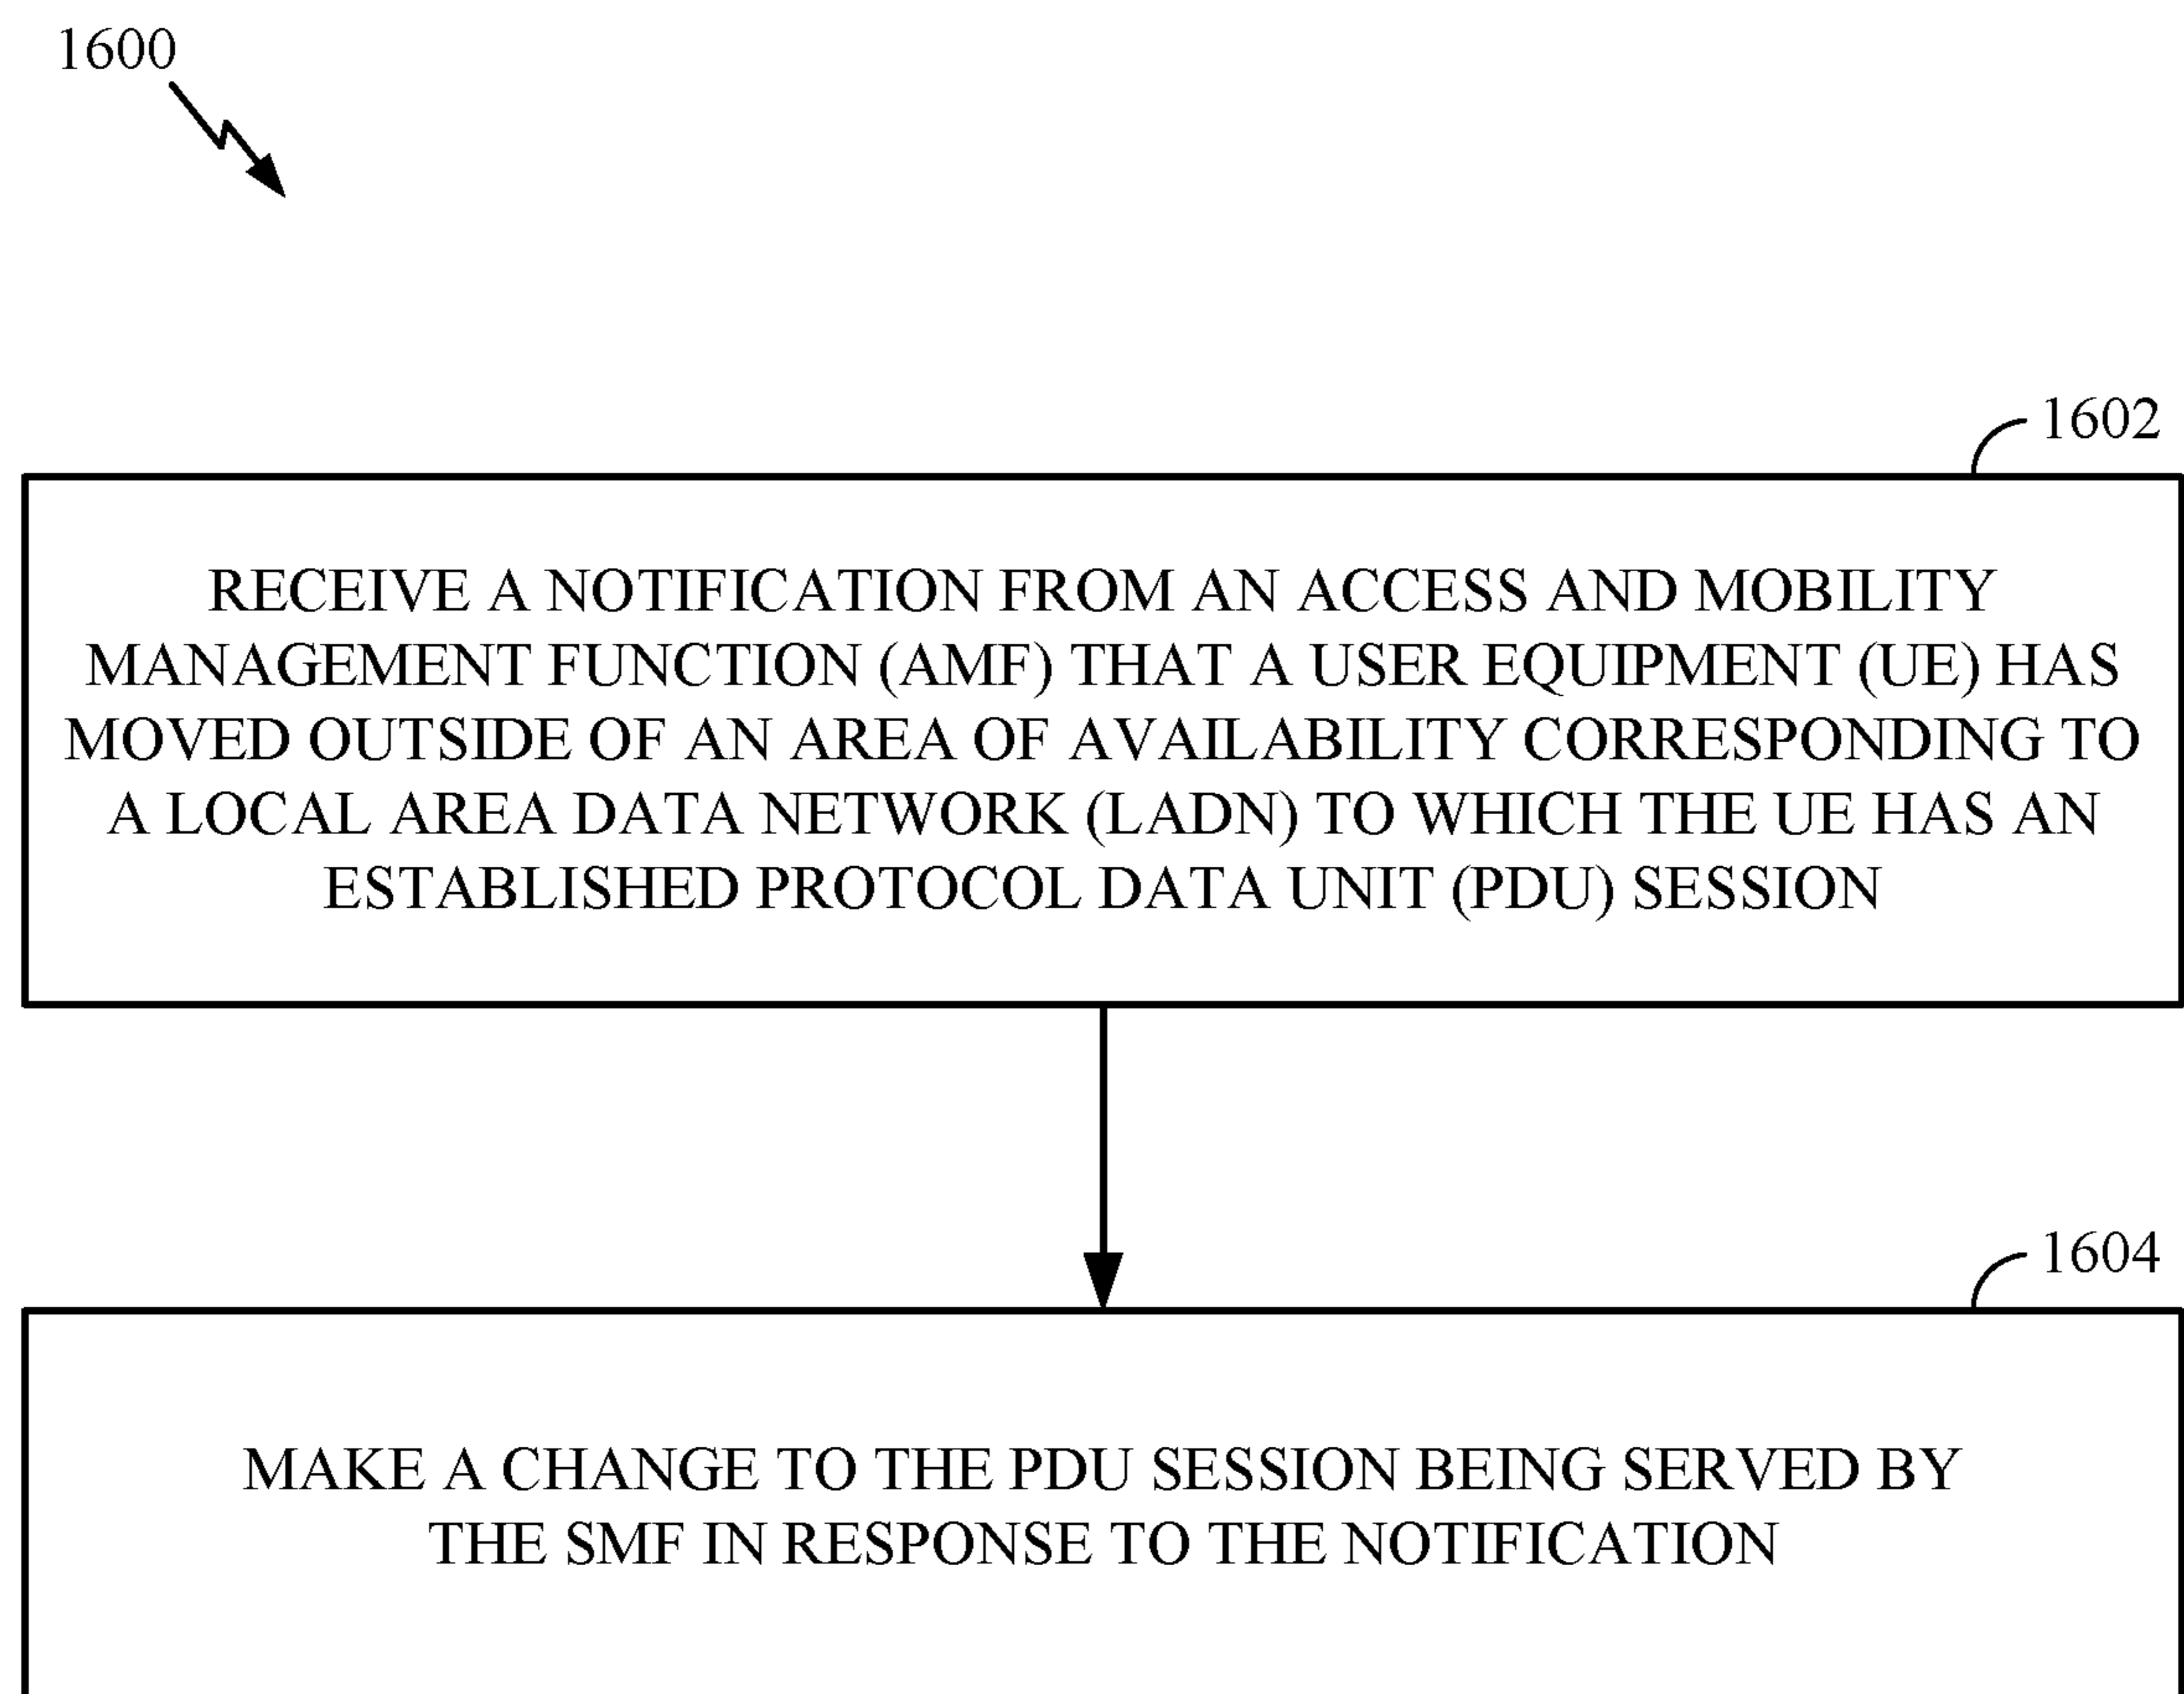 1600
1602
RECEIVE A NOTIFICATION FROM AN ACCESS AND MOBILITY
MANAGEMENT FUNCTION (AMF) THAT A USER EQUIPMENT (UE) HAS
MOVED OUTSIDE OF AN AREA OF AVAILABILITY CORRESPONDING TO
A LOCAL AREA DATA NETWORK (LADN) TO WHICH THE UE HAS AN
ESTABLISHED PROTOCOL DATA UNIT (PDU) SESSION
1604
MAKE A CHANGE TO THE PDU SESSION BEING SERVED BY
THE SMF IN RESPONSE TO THE NOTIFICATION